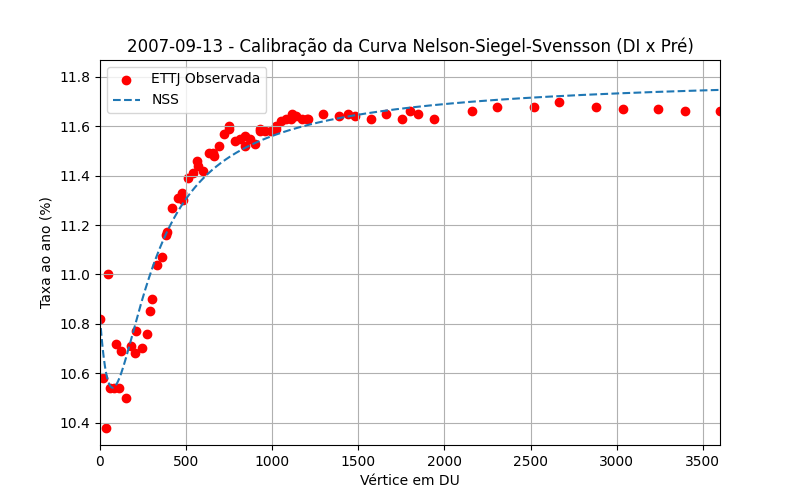 2007-09-13 - Calibração da Curva Nelson-Siegel-Svensson (DI x Pré)
ETTJ Observada
NSS
Taxa ao ano (%)
11.8
11.6
11.4
11.2
11.0
10.8
10.6
10.4
0 500 1000 1500 2000 2500 3000 3500
Vértice em DU